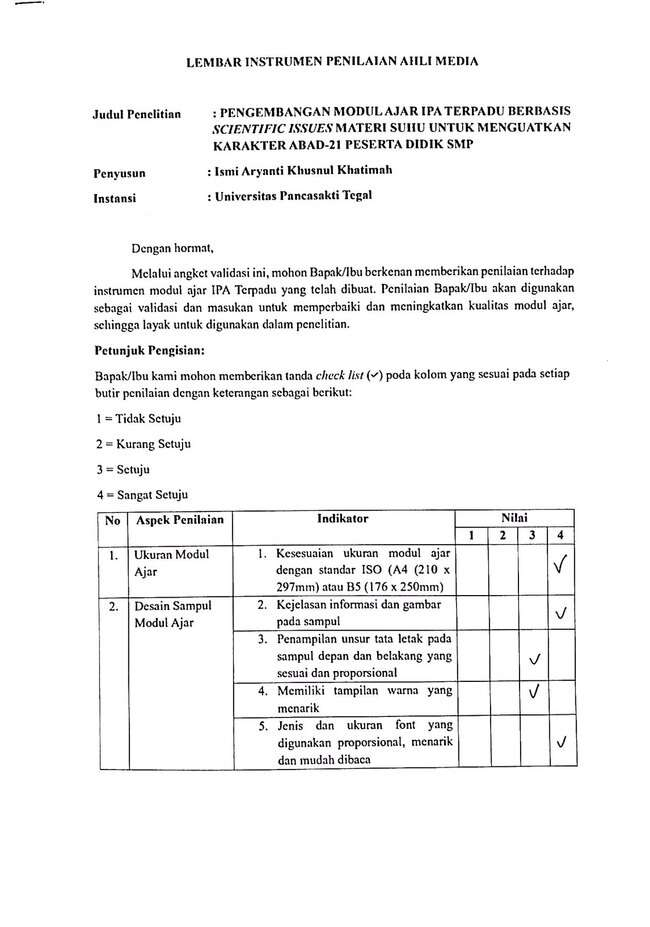 LEMBAR INSTRUMEN PENILAIAN AHLI MEDIA
Judul Penelitian : PENGEMBANGAN MODUL AJAR IPA TERPADU BERBASIS
SCIENTIFIC ISSUES MATERI SUHU UNTUK MENGUATKAN
KARAKTER ABAD-21 PESERTA DIDIK SMP
Penyusun : Ismi Aryanti Khusnul Khatimah
Instansi : Universitas Pancasakti Tegal
Dengan hormat,
Melalui angket validasi ini, mohon Bapak/Ibu berkenan memberikan penilaian terhadap
instrumen modul ajar IPA Terpadu yang telah dibuat. Penilaian Bapak/Ibu akan digunakan
sebagai validasi dan masukan untuk memperbaiki dan meningkatkan kualitas modul ajar,
sehingga layak untuk digunakan dalam penelitian.
Petunjuk Pengisian:
Bapak/Ibu kami mohon memberikan tanda check list (✓) poda kolom yang sesuai pada setiap
butir penilaian dengan keterangan sebagai berikut:
1 = Tidak Setuju
2 = Kurang Setuju
3 = Setuju
4 = Sangat Setuju
No Aspek Penilaian Indikator Nilai
1 2 3 4
1. Ukuran Modul 1. Kesesuaian ukuran modul ajar
Ajar dengan standar ISO (A4 (210 x ✓
297mm) atau B5 (176 x 250mm)
2. Desain Sampul 2. Kejelasan informasi dan gambar
Modul Ajar pada sampul ✓
3. Penampilan unsur tata letak pada
sampul depan dan belakang yang ✓
sesuai dan proporsional
4. Memiliki tampilan warna yang ✓
menarik
5. Jenis dan ukuran font yang
digunakan proporsional, menarik ✓
dan mudah dibaca